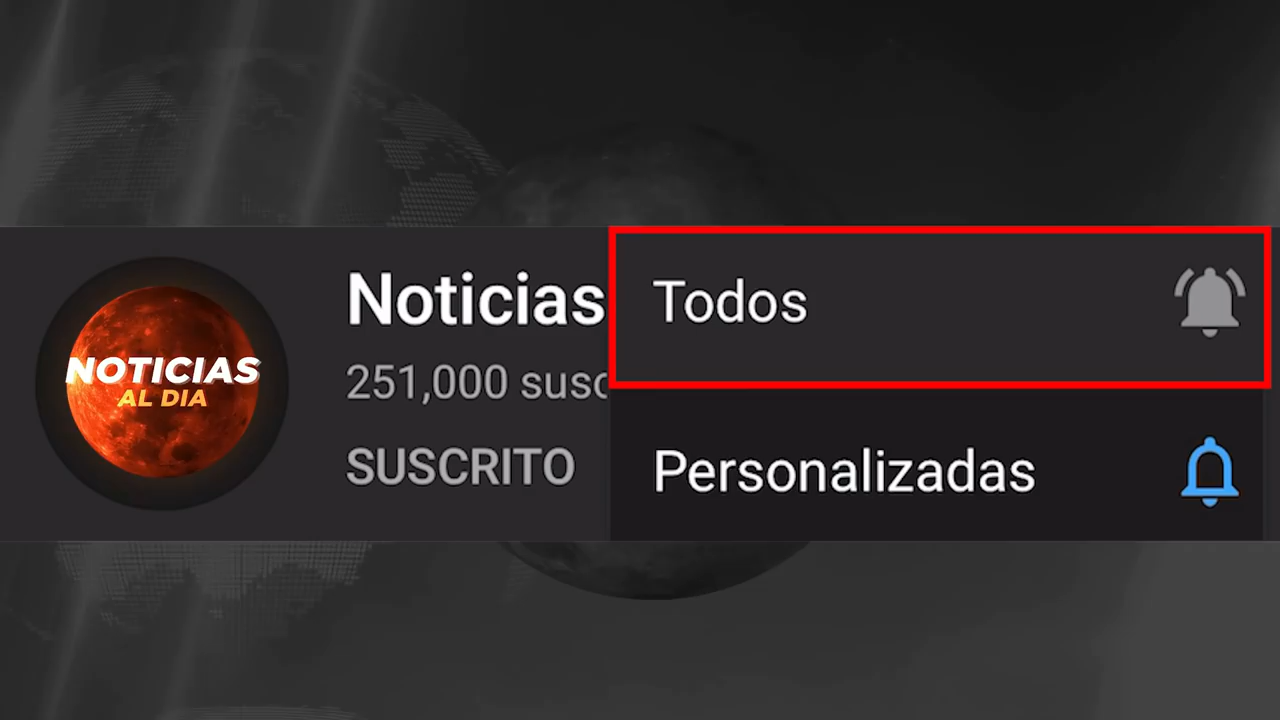 NOTICIAS
AL DIA
Noticias
251,000 susc
SUSCRITO
Todos
Personalizadas